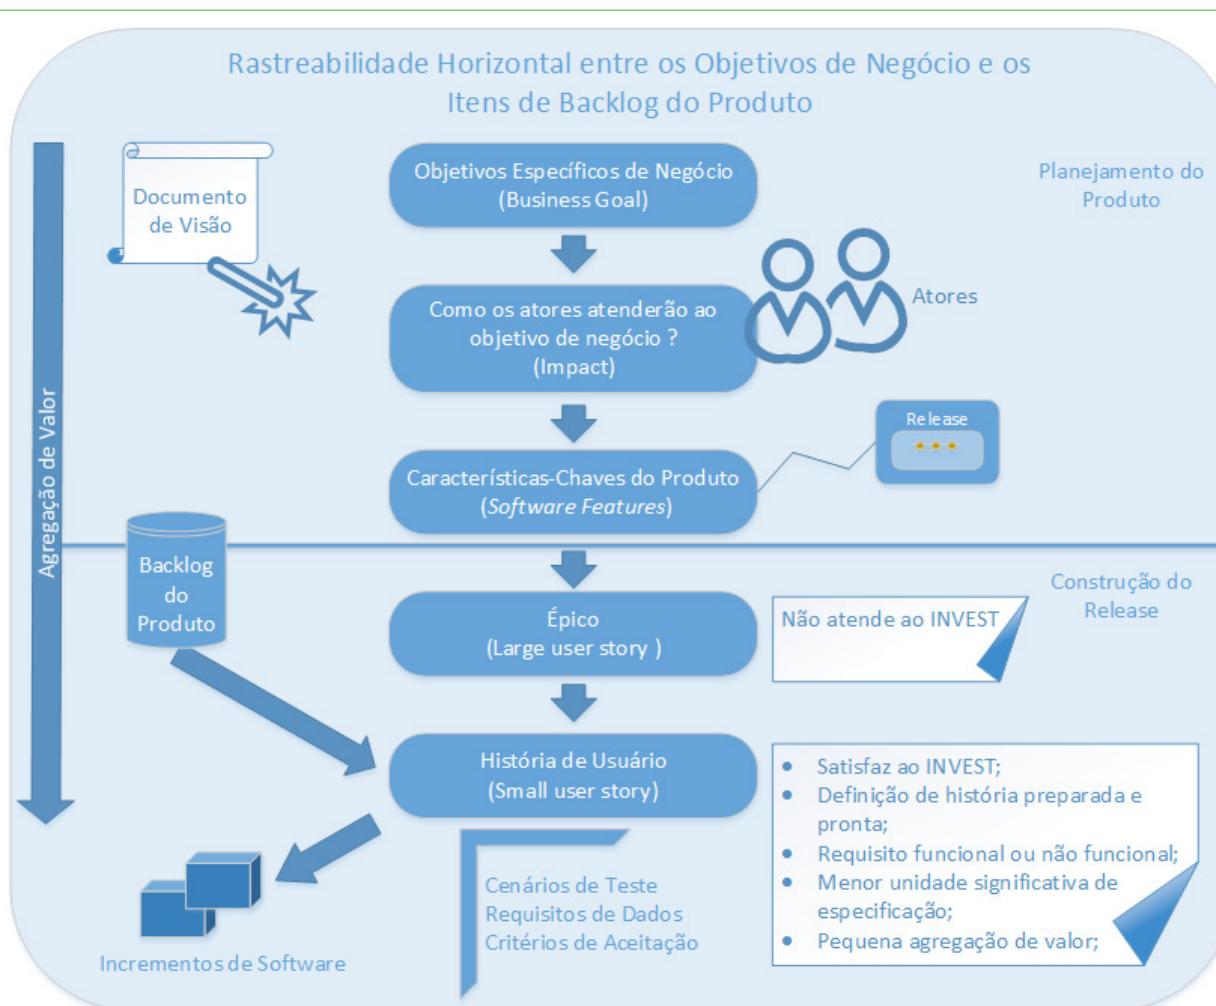 Rastreabilidade Horizontal entre os Objetivos de Negócio e os
Itens de Backlog do Produto
Documento
de Visão
Objetivos Específicos de Negócio
(Business Goal)
Planejamento do
Produto
Como os atores atenderão ao
objetivo de negócio ?
(Impact)
Atores
Agregação de Valor
Release
Características-Chaves do Produto
(Software Features)
Backlog
do
Produto
Épico
(Large user story )
Não atende ao INVEST
Construção do
Release
História de Usuário
(Small user story)
• Satisfaz ao INVEST;
• Definição de história preparada e
pronta;
• Requisito funcional ou não funcional;
• Menor unidade significativa de
especificação;
• Pequena agregação de valor;
Cenários de Teste
Requisitos de Dados
Critérios de Aceitação
Incrementos de Software